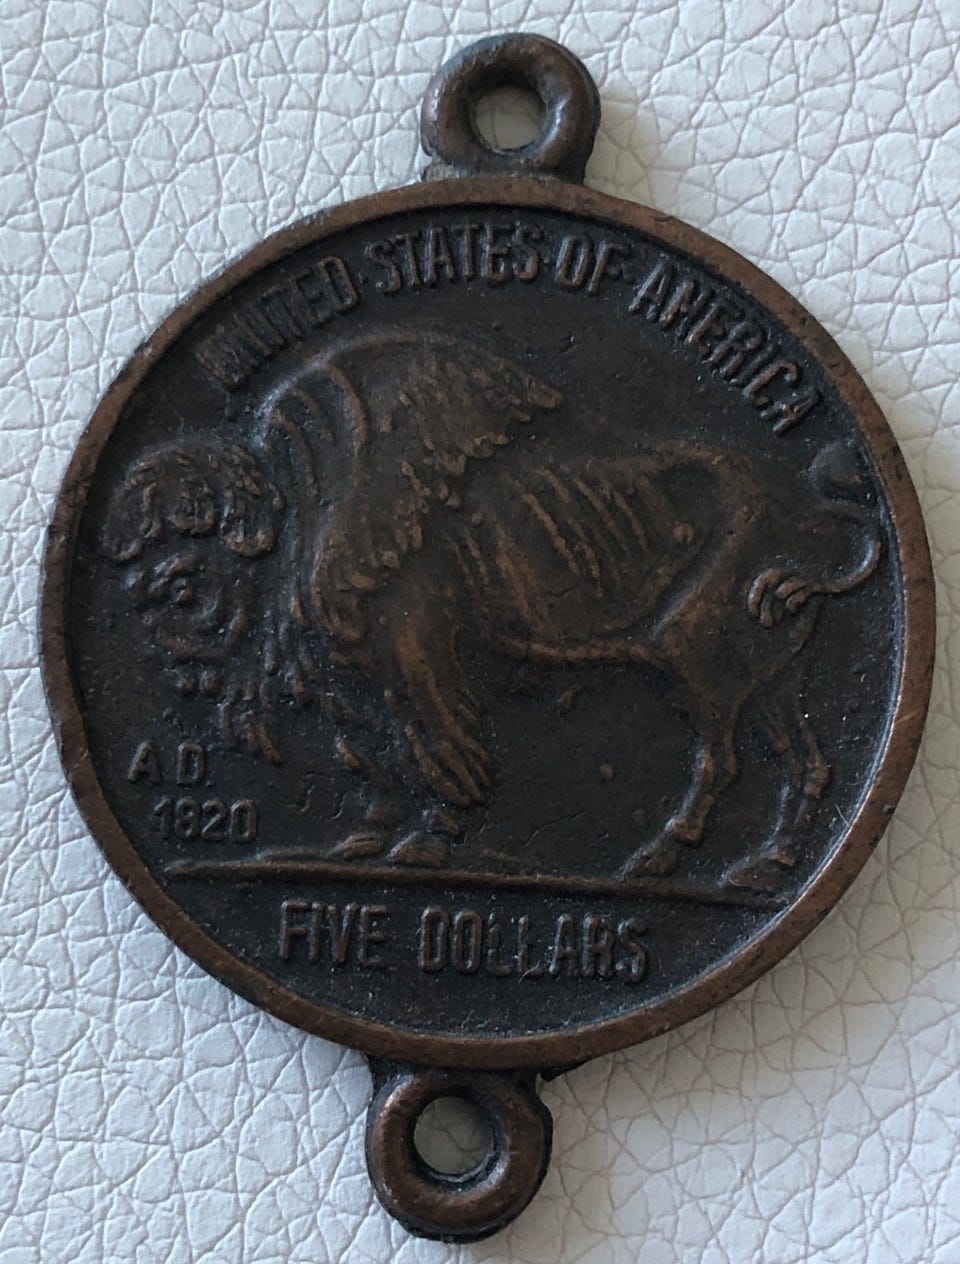 UNITED·STATES·OF·AMERICA
A.D.
1820
FIVE DOLLARS